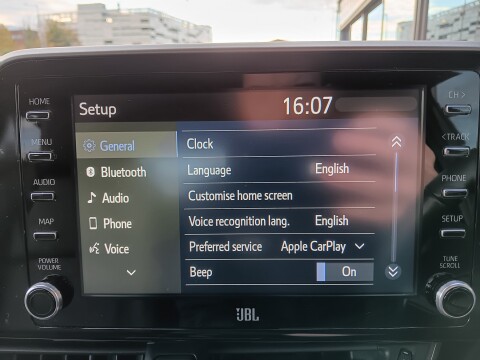 HOME
MENU
AUDIO
MAP
POWER
VOLUME
Setup
16:07
General
Bluetooth
Audio
Phone
Voice
Clock
Language English
Customise home screen
Voice recognition lang. English
Preferred service Apple CarPlay
Beep On
CH >
< TRACK
PHONE
SETUP
TUNE
SCROLL
JBL